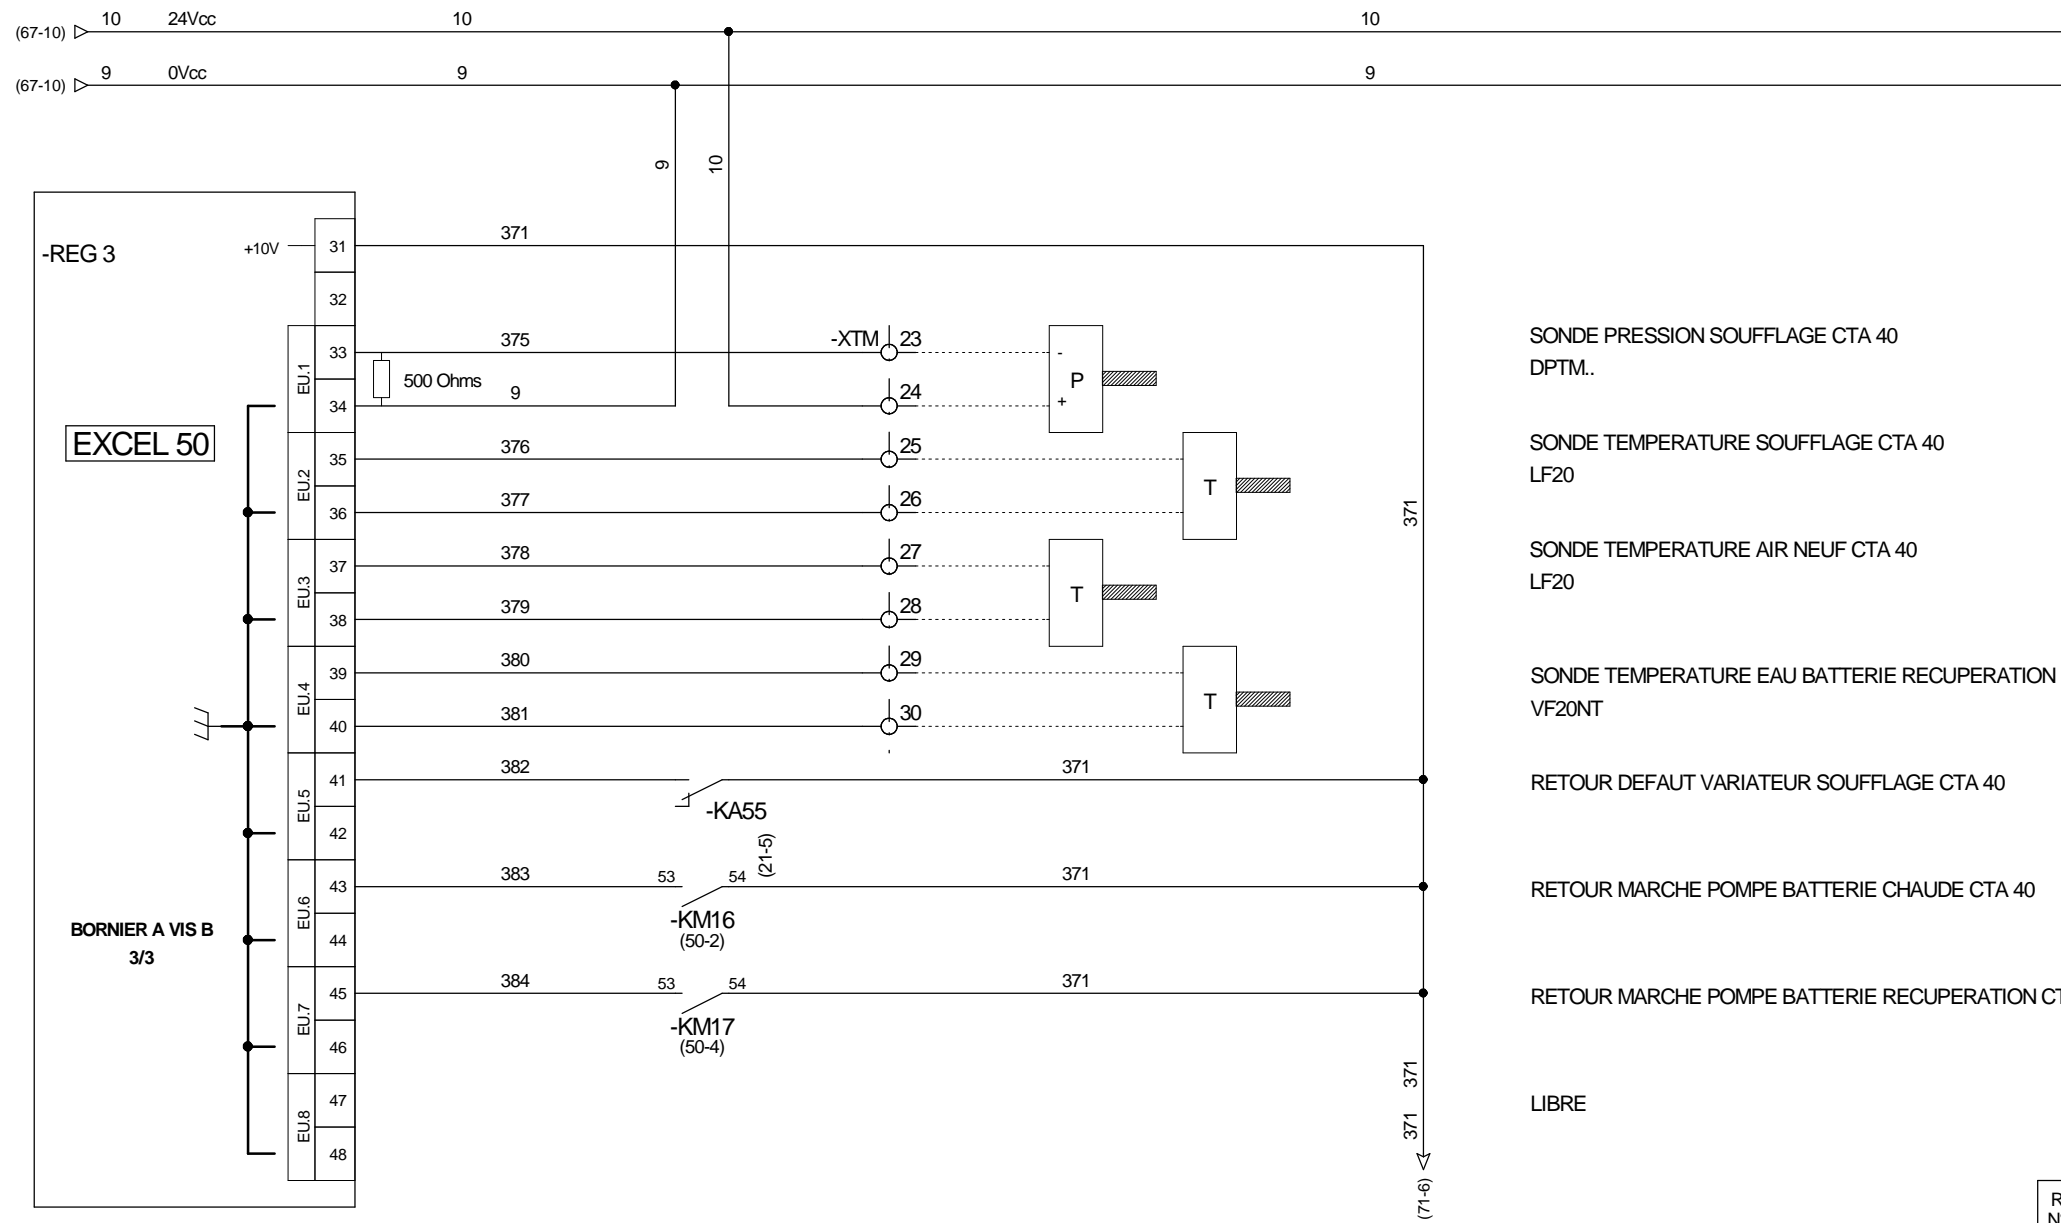 10 24Vcc 10 10
(67-10)
9 0Vcc 9 9
(67-10)
9 10
-REG 3 +10V 31 371
32
EU.1 33 375 -XTM 23 -
500 Ohms P
34 9 24 +
SONDE PRESSION SOUFFLAGE CTA 40
DPTM..
EXCEL 50
EU.2 35 376 25
T
36 377 26
SONDE TEMPERATURE SOUFFLAGE CTA 40
LF20
371
EU.3 37 378 27
T
38 379 28
SONDE TEMPERATURE AIR NEUF CTA 40
LF20
EU.4 39 380 29
T
40 381 30
SONDE TEMPERATURE EAU BATTERIE RECUPERATION
VF20NT
EU.5 41 382 371
-KA55
(21-5)
42
RETOUR DEFAUT VARIATEUR SOUFFLAGE CTA 40
EU.6 43 383 53 54 371
-KM16
(50-2)
44
RETOUR MARCHE POMPE BATTERIE CHAUDE CTA 40
BORNIER A VIS B
3/3
EU.7 45 384 53 54 371
-KM17
(50-4)
46
RETOUR MARCHE POMPE BATTERIE RECUPERATION
371
EU.8 47
48
LIBRE
371
(71-6)